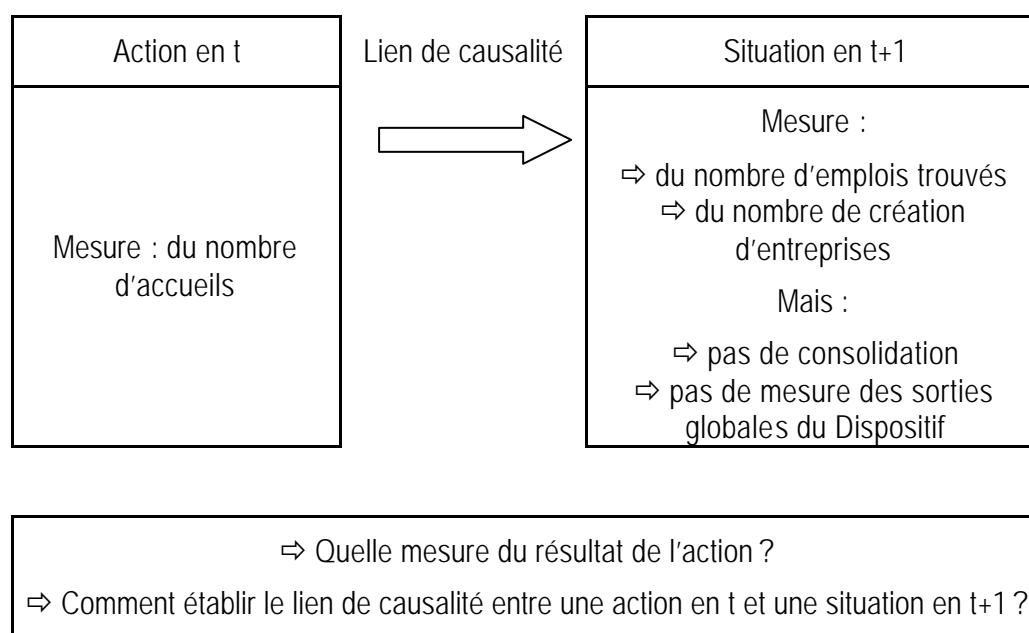 Action en t
Lien de causalité
Situation en t+1
Mesure : du nombre
d'accueils
Mesure :
⇨ du nombre d'emplois trouvés
⇨ du nombre de création
d'entreprises
Mais :
⇨ pas de consolidation
⇨ pas de mesure des sorties
globales du Dispositif
⇨ Quelle mesure du résultat de l'action ?
⇨ Comment établir le lien de causalité entre une action en t et une situation en t+1 ?